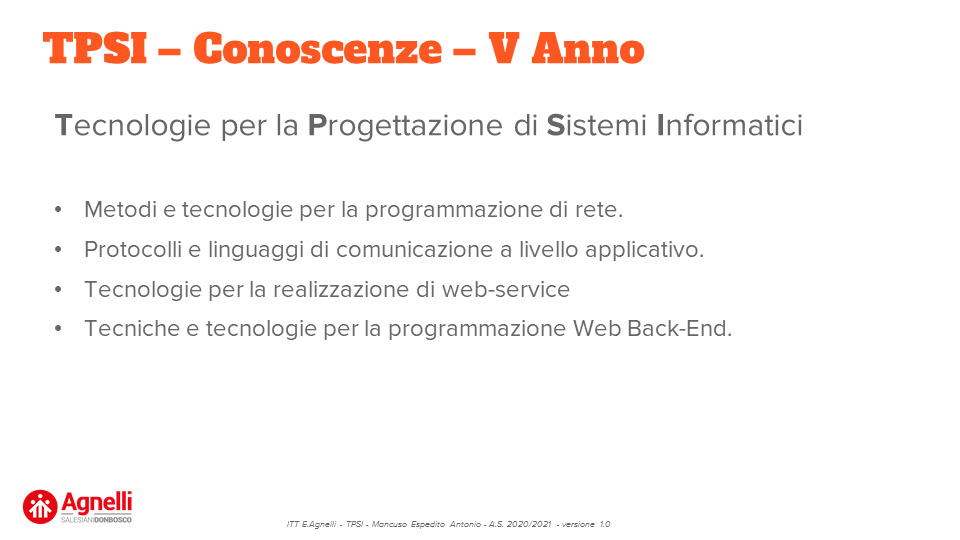 TPSI – Conoscenze – V Anno
Tecnologie per la Progettazione di Sistemi Informatici
• Metodi e tecnologie per la programmazione di rete.
• Protocolli e linguaggi di comunicazione a livello applicativo.
• Tecnologie per la realizzazione di web-service
• Tecniche e tecnologie per la programmazione Web Back-End.
Agnelli
SALESIANI DONBOSCO
ITT E.Agnelli - TPSI - Mancuso Espedito Antonio - A.S. 2020/2021 - versione 1.0